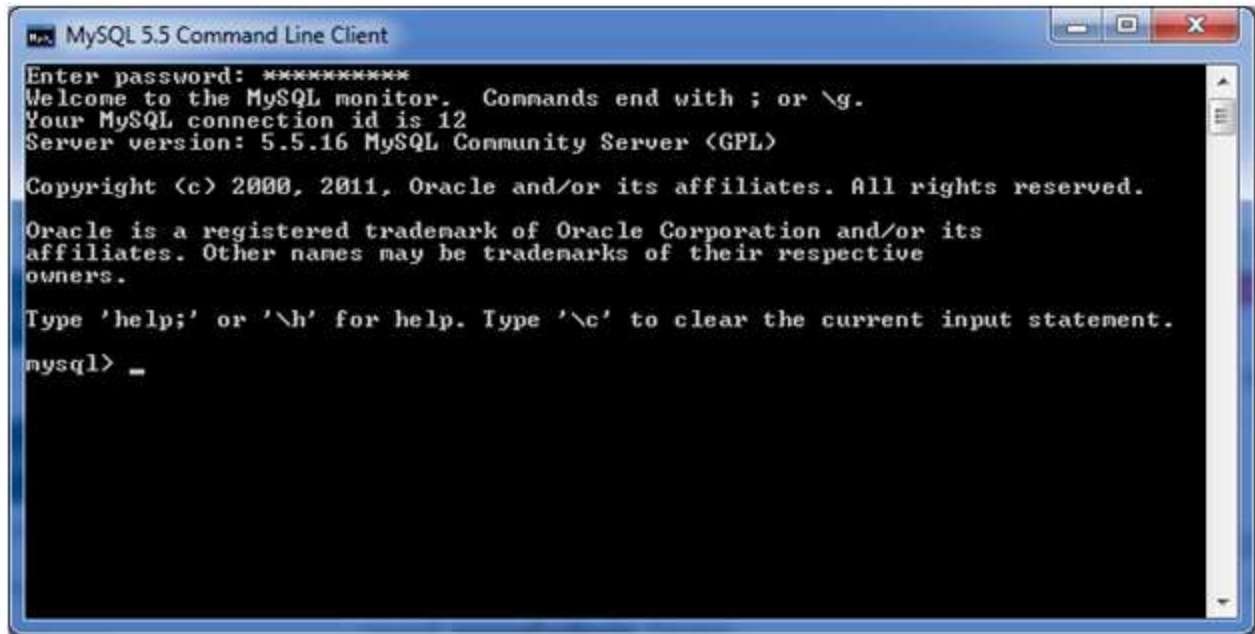 MySQL 5.5 Command Line Client
Enter password: **********
Welcome to the MySQL monitor.  Commands end with ; or \g.
Your MySQL connection id is 12
Server version: 5.5.16 MySQL Community Server (GPL)
Copyright (c) 2000, 2011, Oracle and/or its affiliates. All rights reserved.
Oracle is a registered trademark of Oracle Corporation and/or its
affiliates. Other names may be trademarks of their respective
owners.
Type 'help;' or '\h' for help. Type '\c' to clear the current input statement.
mysql> _